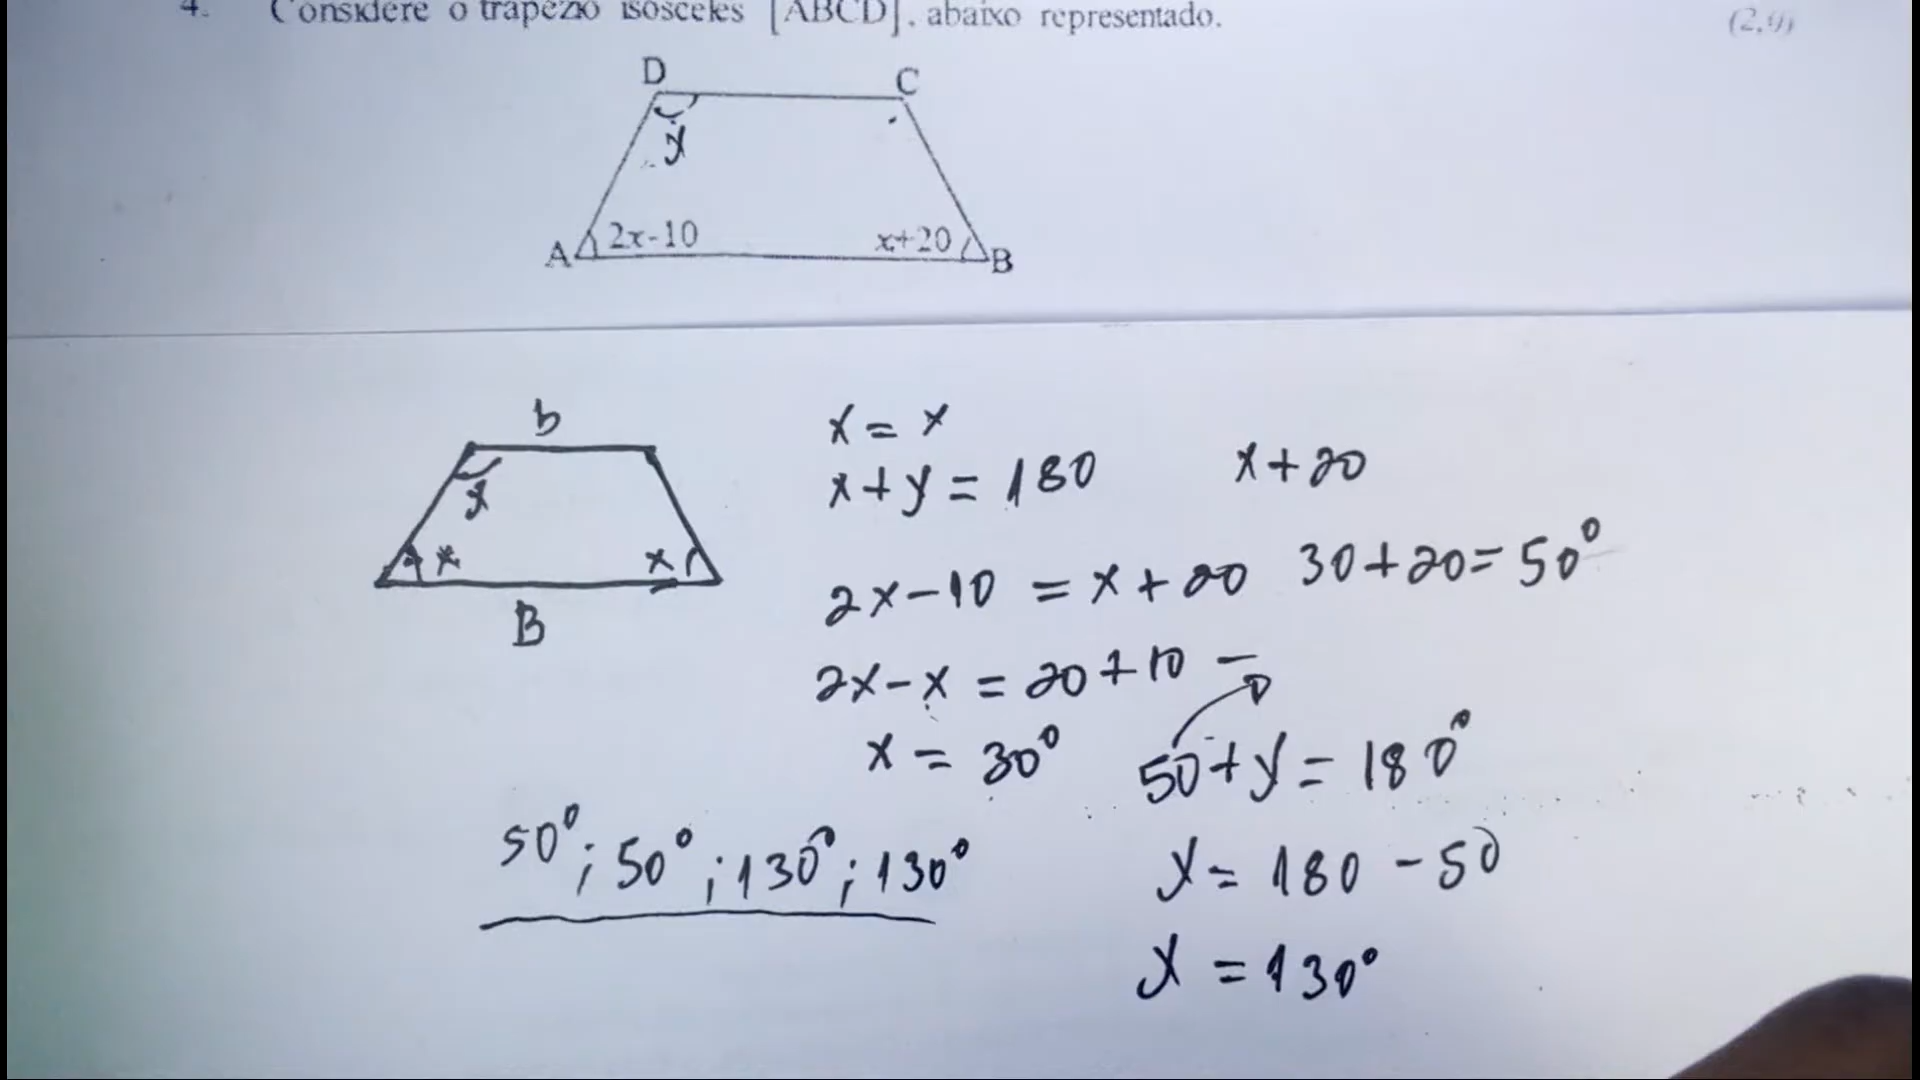 4. Considere o trapézio isósceles [ABCD], abaixo representado. (2,0)
D C
y
A 2x-10 x+20 B
b
y
x x
B
x = x
x + y = 180 x + 20
2x - 10 = x + 20 30 + 20 = 50°
2x - x = 20 + 10 -
x = 30° 50 + y = 180°
y = 180 - 50
y = 130°
50° ; 50° ; 130° ; 130°